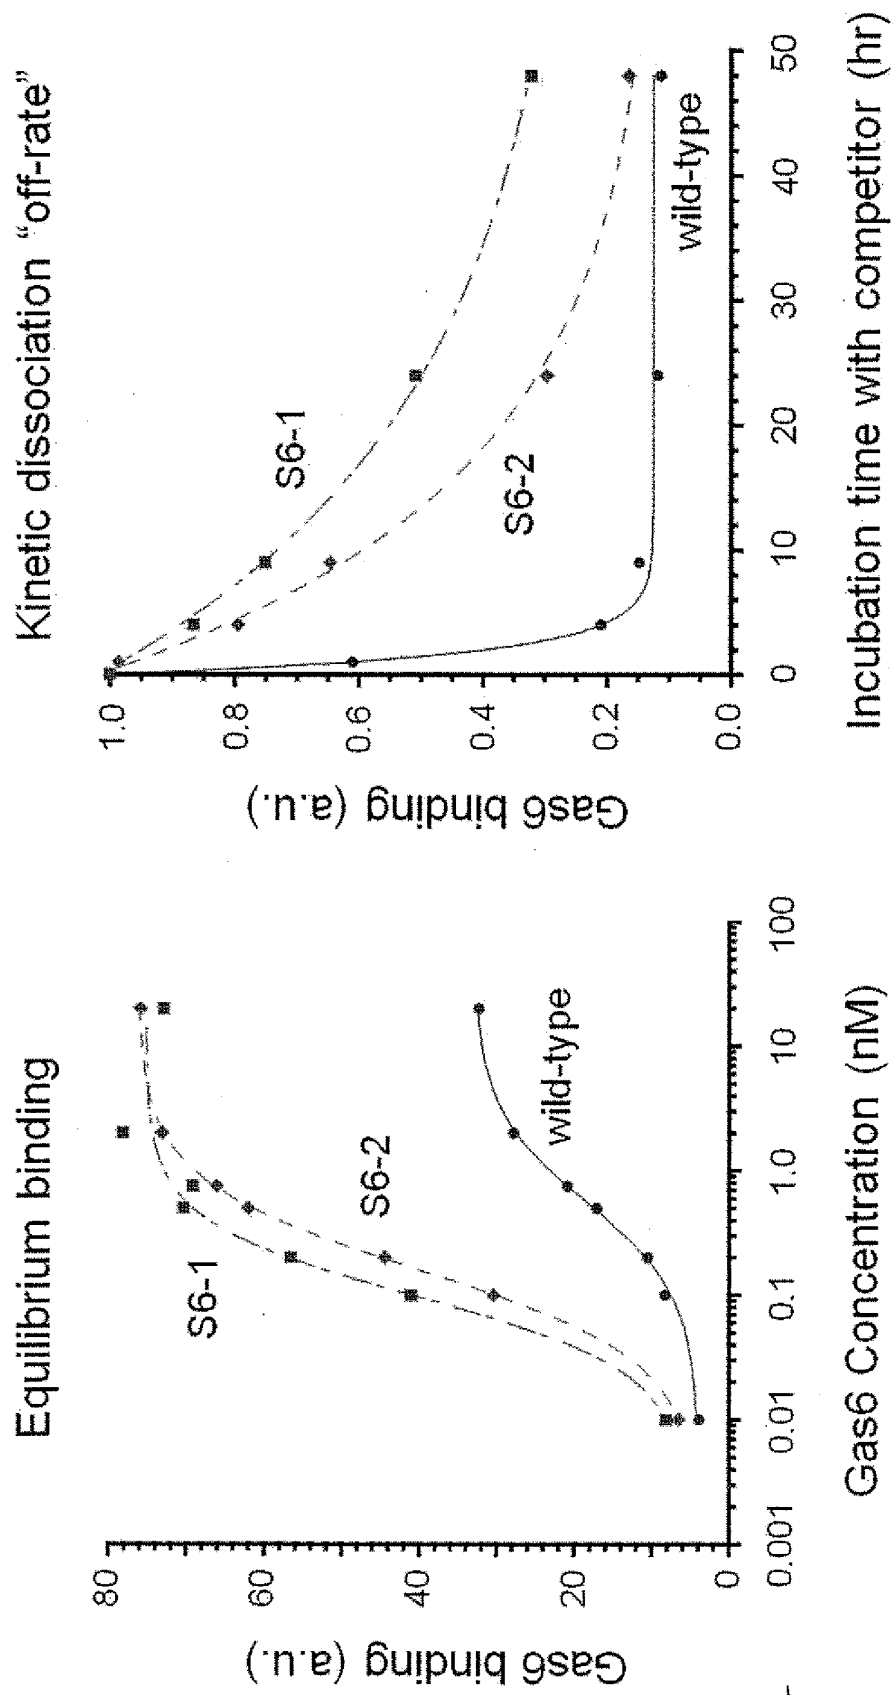 Equilibrium binding
Gas6 binding (a.u.)
80
60
40
20
0
S6-1
S6-2
wild-type
0.001
0.01
0.1
1.0
10
100
Gas6 Concentration (nM)
Kinetic dissociation “off-rate”
Gas6 binding (a.u.)
1.0
0.8
0.6
0.4
0.2
0.0
S6-1
S6-2
wild-type
0
10
20
30
40
50
Incubation time with competitor (hr)